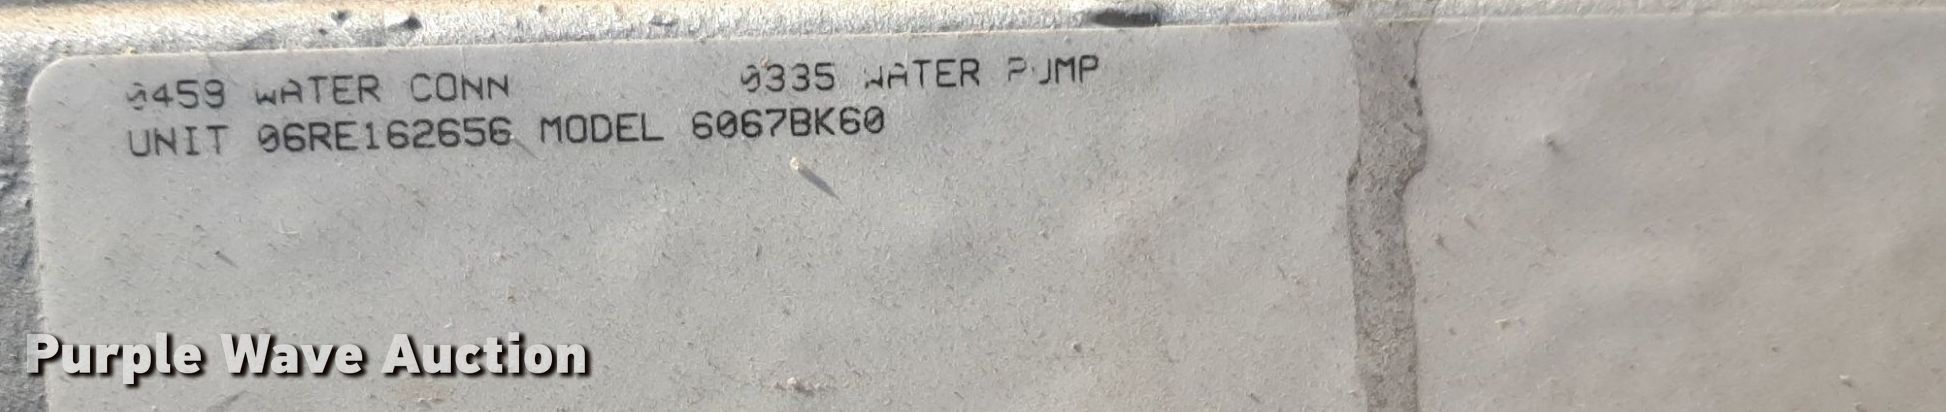 0459 WATER CONN 0335 WATER PUMP
UNIT 06RE162656 MODEL 6067BK60
Purple Wave Auction